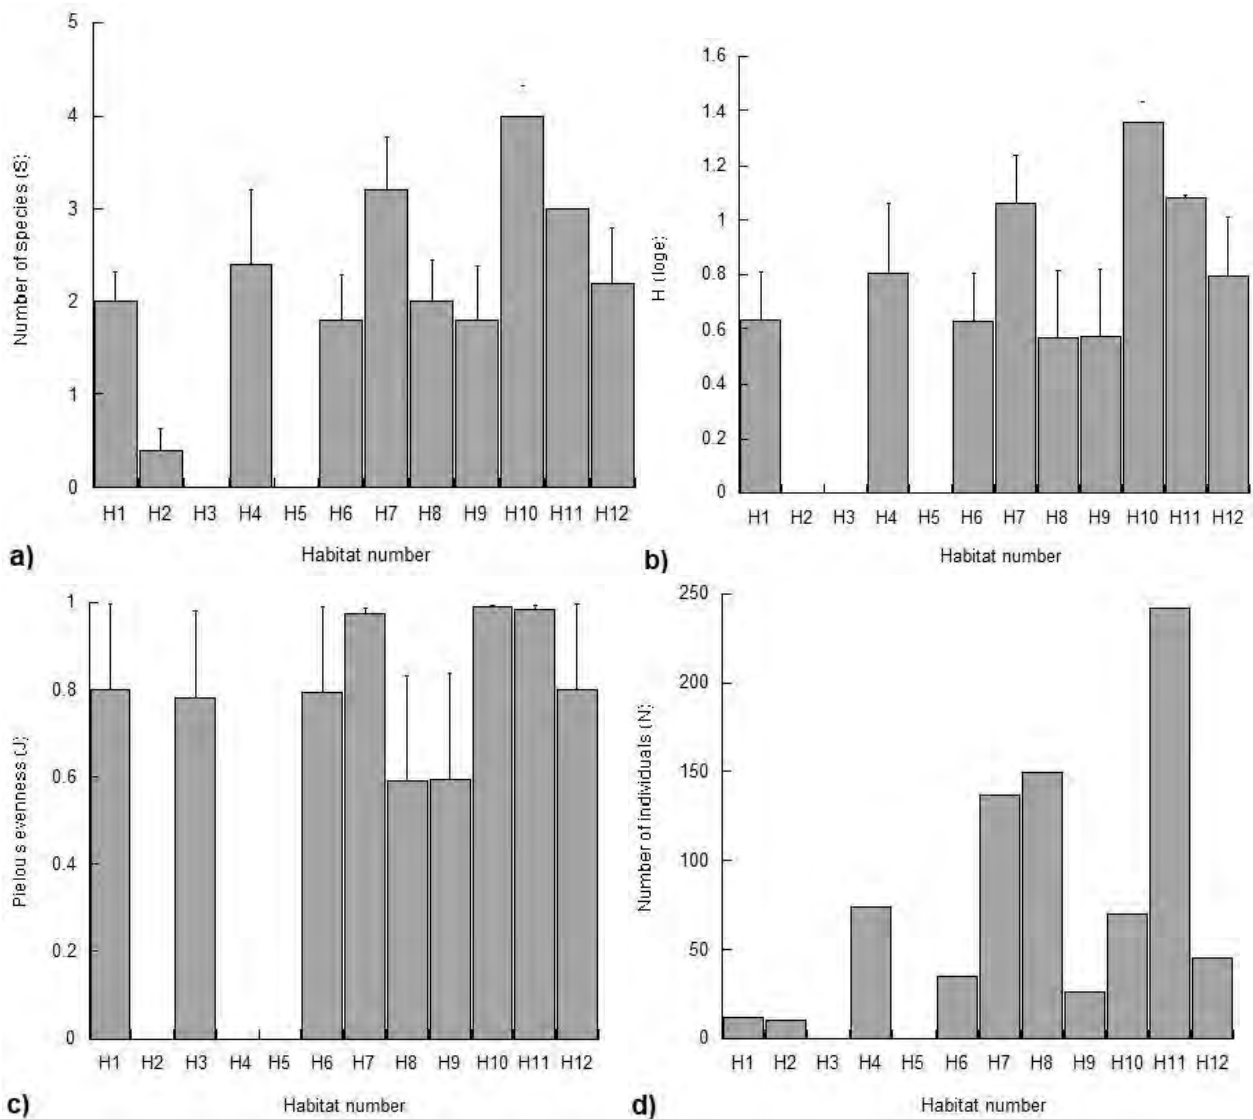 5
4
3
2
1
0
Number of species (S)
H1 H2 H3 H4 H5 H6 H7 H8 H9 H10 H11 H12
Habitat number
a)
1.6
1.4
1.2
1
0.8
0.6
0.4
0.2
0
H (loge)
H1 H2 H3 H4 H5 H6 H7 H8 H9 H10 H11 H12
Habitat number
b)
1
0.8
0.6
0.4
0.2
0
Pielou s evenness (J)
H1 H2 H3 H4 H5 H6 H7 H8 H9 H10 H11 H12
Habitat number
c)
250
200
150
100
50
0
Number of individuals (N)
H1 H2 H3 H4 H5 H6 H7 H8 H9 H10 H11 H12
Habitat number
d)